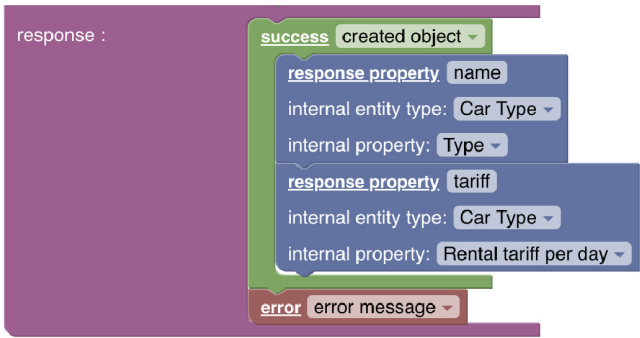 response : success created object
response property name
internal entity type: Car Type
internal property: Type
response property tariff
internal entity type: Car Type
internal property: Rental tariff per day
error error message